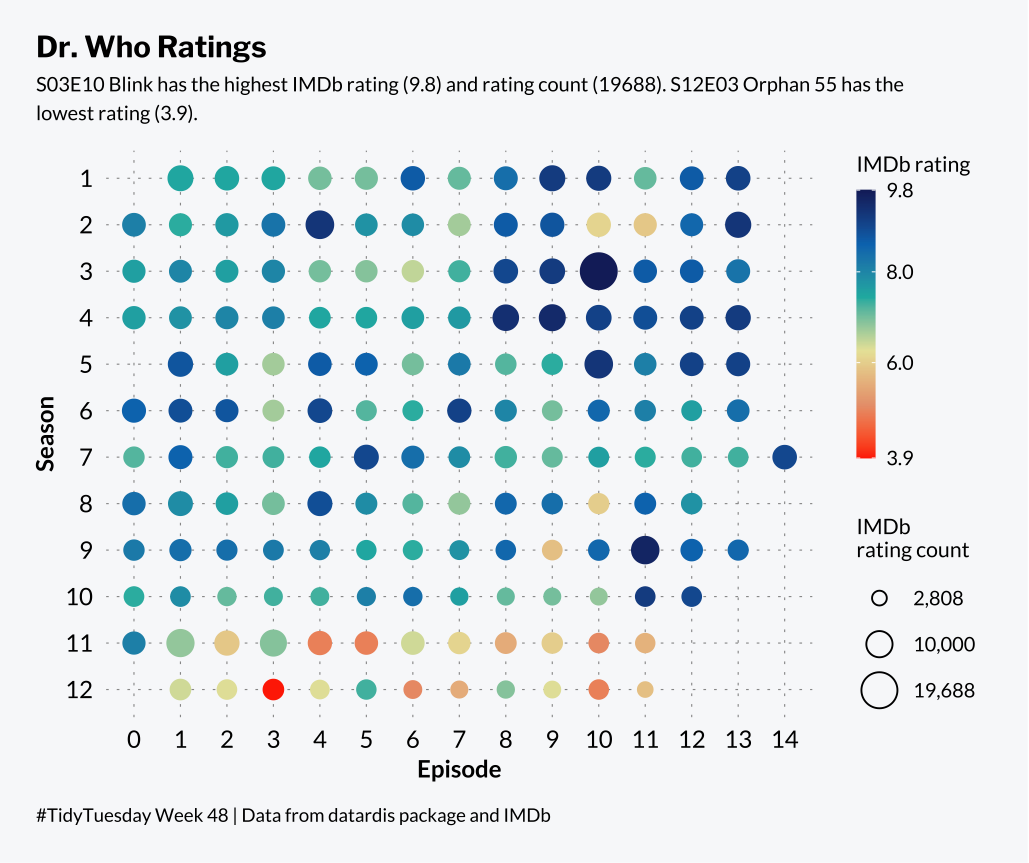 Dr. Who Ratings
S03E10 Blink has the highest IMDb rating (9.8) and rating count (19688). S12E03 Orphan 55 has the
lowest rating (3.9).
IMDb rating
9.8
8.0
6.0
3.9
IMDb
rating count
2,808
10,000
19,688
Season
1
2
3
4
5
6
7
8
9
10
11
12
0 1 2 3 4 5 6 7 8 9 10 11 12 13 14
Episode
#TidyTuesday Week 48 | Data from datardis package and IMDb